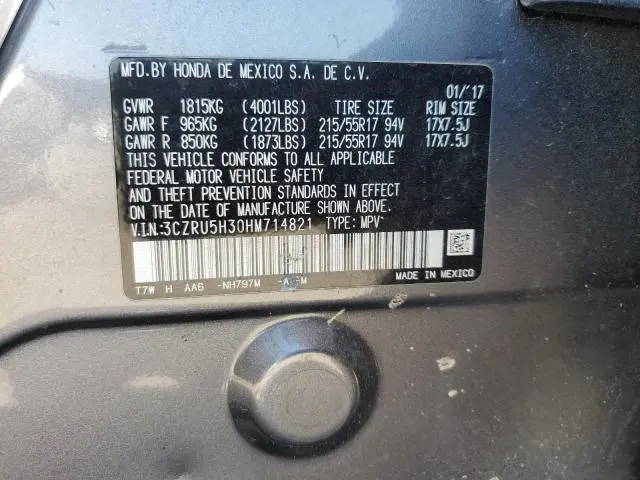 MFD.BY HONDA DE MEXICO S.A. DE C.V.
01/'17
GVWR 1815KG (4001LBS) TIRE SIZE RIM SIZE
GAWR F 965KG (2127LBS) 215/55R17 94V 17X7.5J
GAWR R 850KG (1873LBS) 215/55R17 94V 17X7.5J
THIS VEHICLE CONFORMS TO ALL APPLICABLE
FEDERAL MOTOR VEHICLE SAFETY
AND THEFT PREVENTION STANDARDS IN EFFECT
ON THE DATE OF MANUFACTURE SHOWN ABOVE.
V.I.N:3CZRU5H30HM714821 TYPE: MPV
T7W H AA6 -NH797M
MADE IN MEXICO